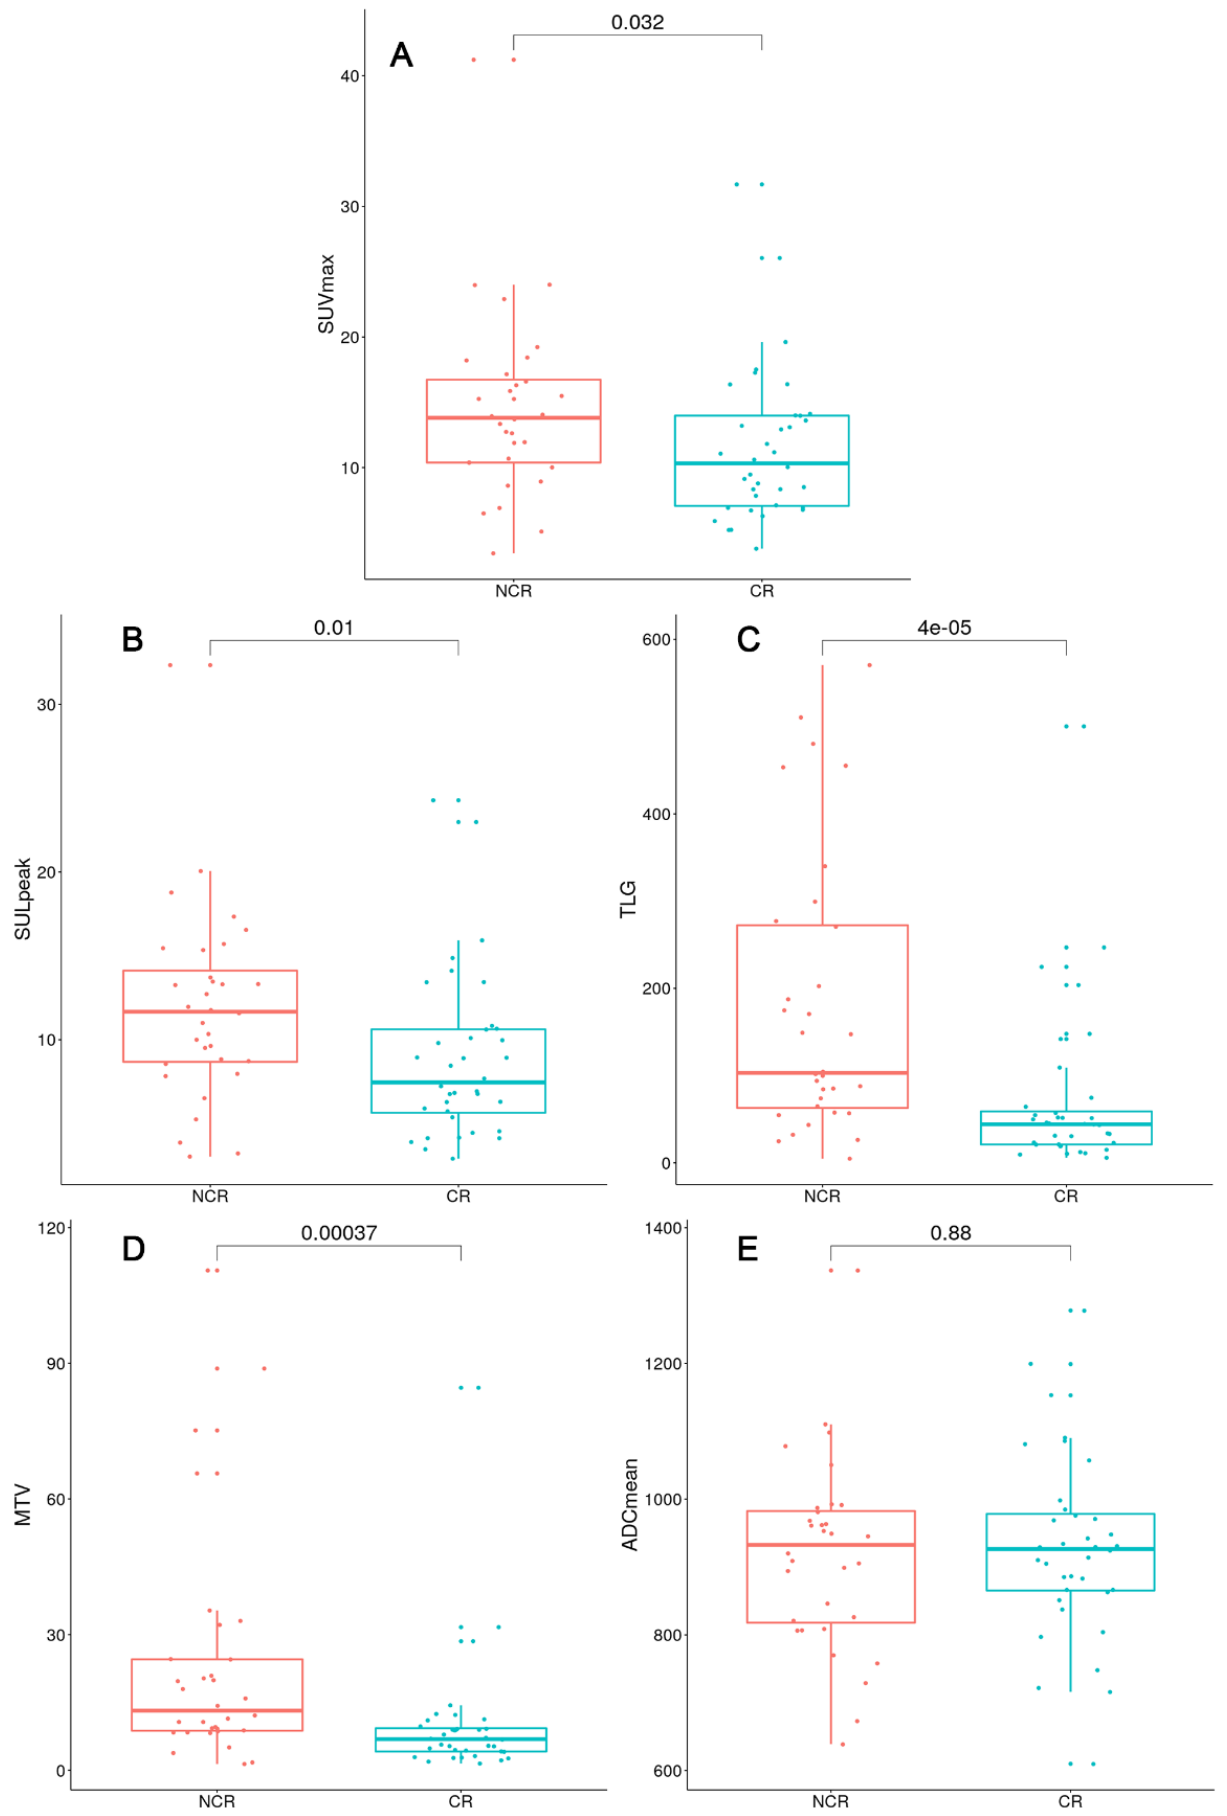 0.032
A
40
30
SUVmax
20
10
NCR CR
0.01 4e-05
B C
600
30
400
20
SULpeak TLG
200
10
0
NCR CR NCR CR
120 0.00037 1400 0.88
D E
90 1200
60 1000
MTV ADCmean
30 800
0 600
NCR CR NCR CR